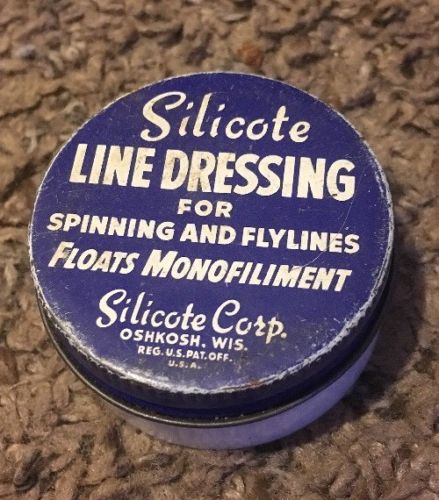 Silicote
LINE DRESSING
FOR
SPINNING AND FLYLINES
FLOATS MONOFILIMENT
Silicote Corp.
OSHKOSH, WIS.
REG. U.S. PAT. OFF.
U.S.A.